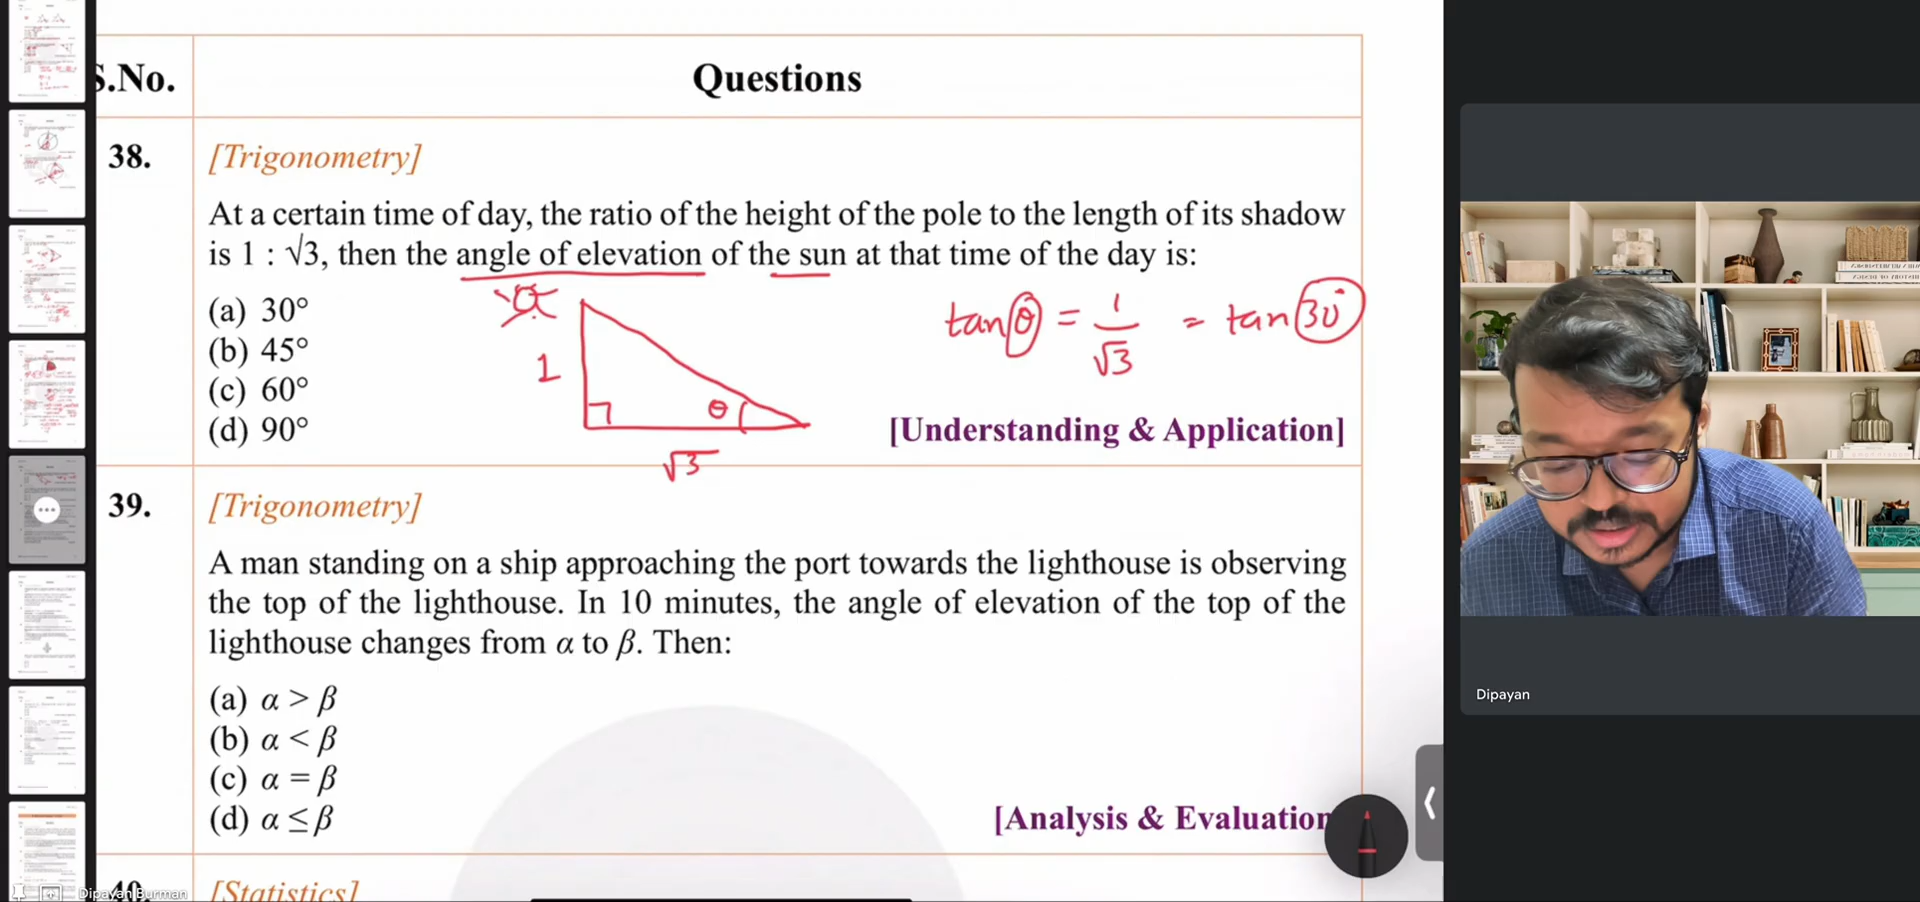 S.No.
Questions
38.
[Trigonometry]
At a certain time of day, the ratio of the height of the pole to the length of its shadow
is 1 : √3, then the angle of elevation of the sun at that time of the day is:
(a) 30°
(b) 45°
(c) 60°
(d) 90°
1
θ
√3
tan θ = 1/√3 = tan 30°
[Understanding & Application]
39.
[Trigonometry]
A man standing on a ship approaching the port towards the lighthouse is observing
the top of the lighthouse. In 10 minutes, the angle of elevation of the top of the
lighthouse changes from α to β. Then:
(a) α > β
(b) α < β
(c) α = β
(d) α ≤ β
[Analysis & Evaluation
40.
[Statistics]
Dipayan Burman
Dipayan